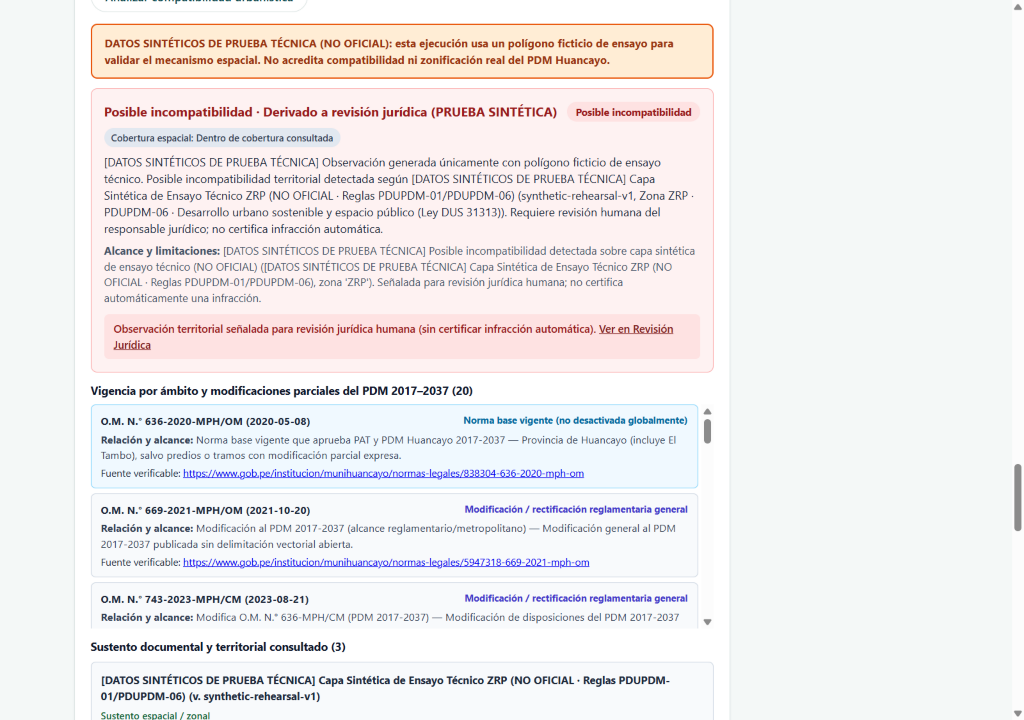 DATOS SINTÉTICOS DE PRUEBA TÉCNICA (NO OFICIAL): esta ejecución usa un polígono ficticio de ensayo para
validar el mecanismo espacial. No acredita compatibilidad ni zonificación real del PDM Huancayo.
Posible incompatibilidad · Derivado a revisión jurídica (PRUEBA SINTÉTICA)
Posible incompatibilidad
Cobertura espacial: Dentro de cobertura consultada
[DATOS SINTÉTICOS DE PRUEBA TÉCNICA] Observación generada únicamente con polígono ficticio de ensayo
técnico. Posible incompatibilidad territorial detectada según [DATOS SINTÉTICOS DE PRUEBA TÉCNICA] Capa
Sintética de Ensayo Técnico ZRP (NO OFICIAL · Reglas PDUPDM-01/PDUPDM-06) (synthetic-rehearsal-v1, Zona ZRP ·
PDUPDM-06 · Desarrollo urbano sostenible y espacio público (Ley DUS 31313)). Requiere revisión humana del
responsable jurídico; no certifica infracción automática.
Alcance y limitaciones: [DATOS SINTÉTICOS DE PRUEBA TÉCNICA] Posible incompatibilidad detectada sobre capa sintética
de ensayo técnico (NO OFICIAL) ([DATOS SINTÉTICOS DE PRUEBA TÉCNICA] Capa Sintética de Ensayo Técnico ZRP (NO
OFICIAL · Reglas PDUPDM-01/PDUPDM-06), zona 'ZRP'). Señalada para revisión jurídica humana; no certifica
automáticamente una infracción.
Observación territorial señalada para revisión jurídica humana (sin certificar infracción automática). Ver en Revisión
Jurídica
Vigencia por ámbito y modificaciones parciales del PDM 2017–2037 (20)
O.M. N.° 636-2020-MPH/OM (2020-05-08)
Norma base vigente (no desactivada globalmente)
Relación y alcance: Norma base vigente que aprueba PAT y PDM Huancayo 2017-2037 — Provincia de Huancayo (incluye El
Tambo), salvo predios o tramos con modificación parcial expresa.
Fuente verificable: https://www.gob.pe/institucion/munihuancayo/normas-legales/838304-636-2020-mph-om
O.M. N.° 669-2021-MPH/OM (2021-10-20)
Modificación / rectificación reglamentaria general
Relación y alcance: Modificación al PDM 2017-2037 (alcance reglamentario/metropolitano) — Modificación general al PDM
2017-2037 publicada sin delimitación vectorial abierta.
Fuente verificable: https://www.gob.pe/institucion/munihuancayo/normas-legales/5947318-669-2021-mph-om
O.M. N.° 743-2023-MPH/CM (2023-08-21)
Modificación / rectificación reglamentaria general
Relación y alcance: Modifica O.M. N.° 636-MPH/CM (PDM 2017-2037) — Modificación de disposiciones del PDM 2017-2037
Sustento documental y territorial consultado (3)
[DATOS SINTÉTICOS DE PRUEBA TÉCNICA] Capa Sintética de Ensayo Técnico ZRP (NO OFICIAL · Reglas PDUPDM-
01/PDUPDM-06) (v. synthetic-rehearsal-v1)
Sustento espacial / zonal